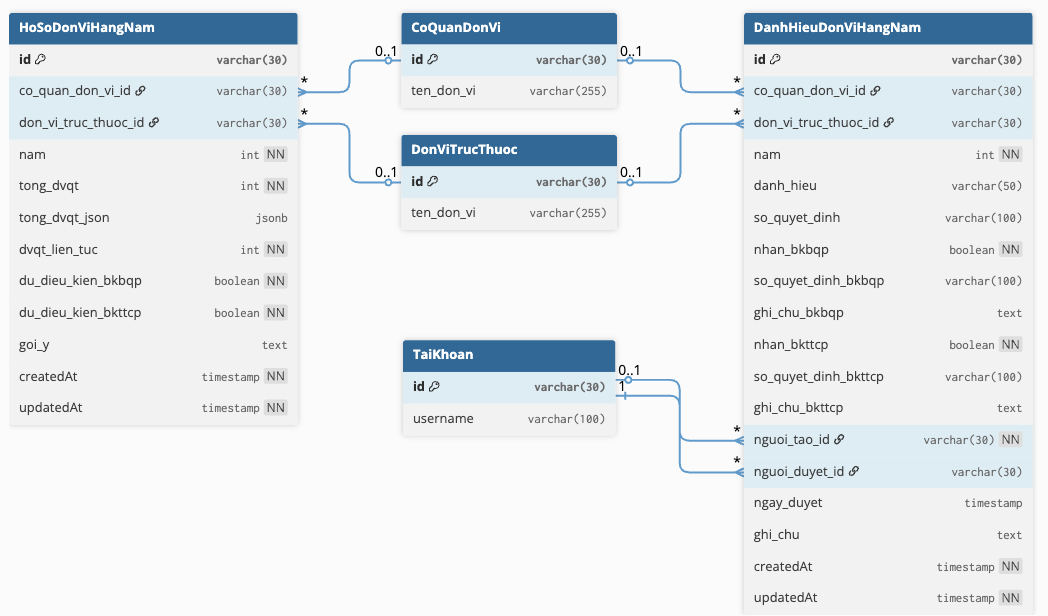 HoSoDonViHangNam
id varchar(30)
co_quan_don_vi_id varchar(30)
don_vi_truc_thuoc_id varchar(30)
nam int NN
tong_dvqt int NN
tong_dvqt_json jsonb
dvqt_lien_tuc int NN
du_dieu_kien_bkbqp boolean NN
du_dieu_kien_bkttcp boolean NN
goi_y text
createdAt timestamp NN
updatedAt timestamp NN
0..1
*
*
0..1
CoQuanDonVi
id varchar(30)
ten_don_vi varchar(255)
DonViTrucThuoc
id varchar(30)
ten_don_vi varchar(255)
TaiKhoan
id varchar(30)
username varchar(100)
0..1
*
*
0..1
0..1
1
*
*
DanhHieuDonViHangNam
id varchar(30)
co_quan_don_vi_id varchar(30)
don_vi_truc_thuoc_id varchar(30)
nam int NN
danh_hieu varchar(50)
so_quyet_dinh varchar(100)
nhan_bkbqp boolean NN
so_quyet_dinh_bkbqp varchar(100)
ghi_chu_bkbqp text
nhan_bkttcp boolean NN
so_quyet_dinh_bkttcp varchar(100)
ghi_chu_bkttcp text
nguoi_tao_id varchar(30) NN
nguoi_duyet_id varchar(30)
ngay_duyet timestamp
ghi_chu text
createdAt timestamp NN
updatedAt timestamp NN